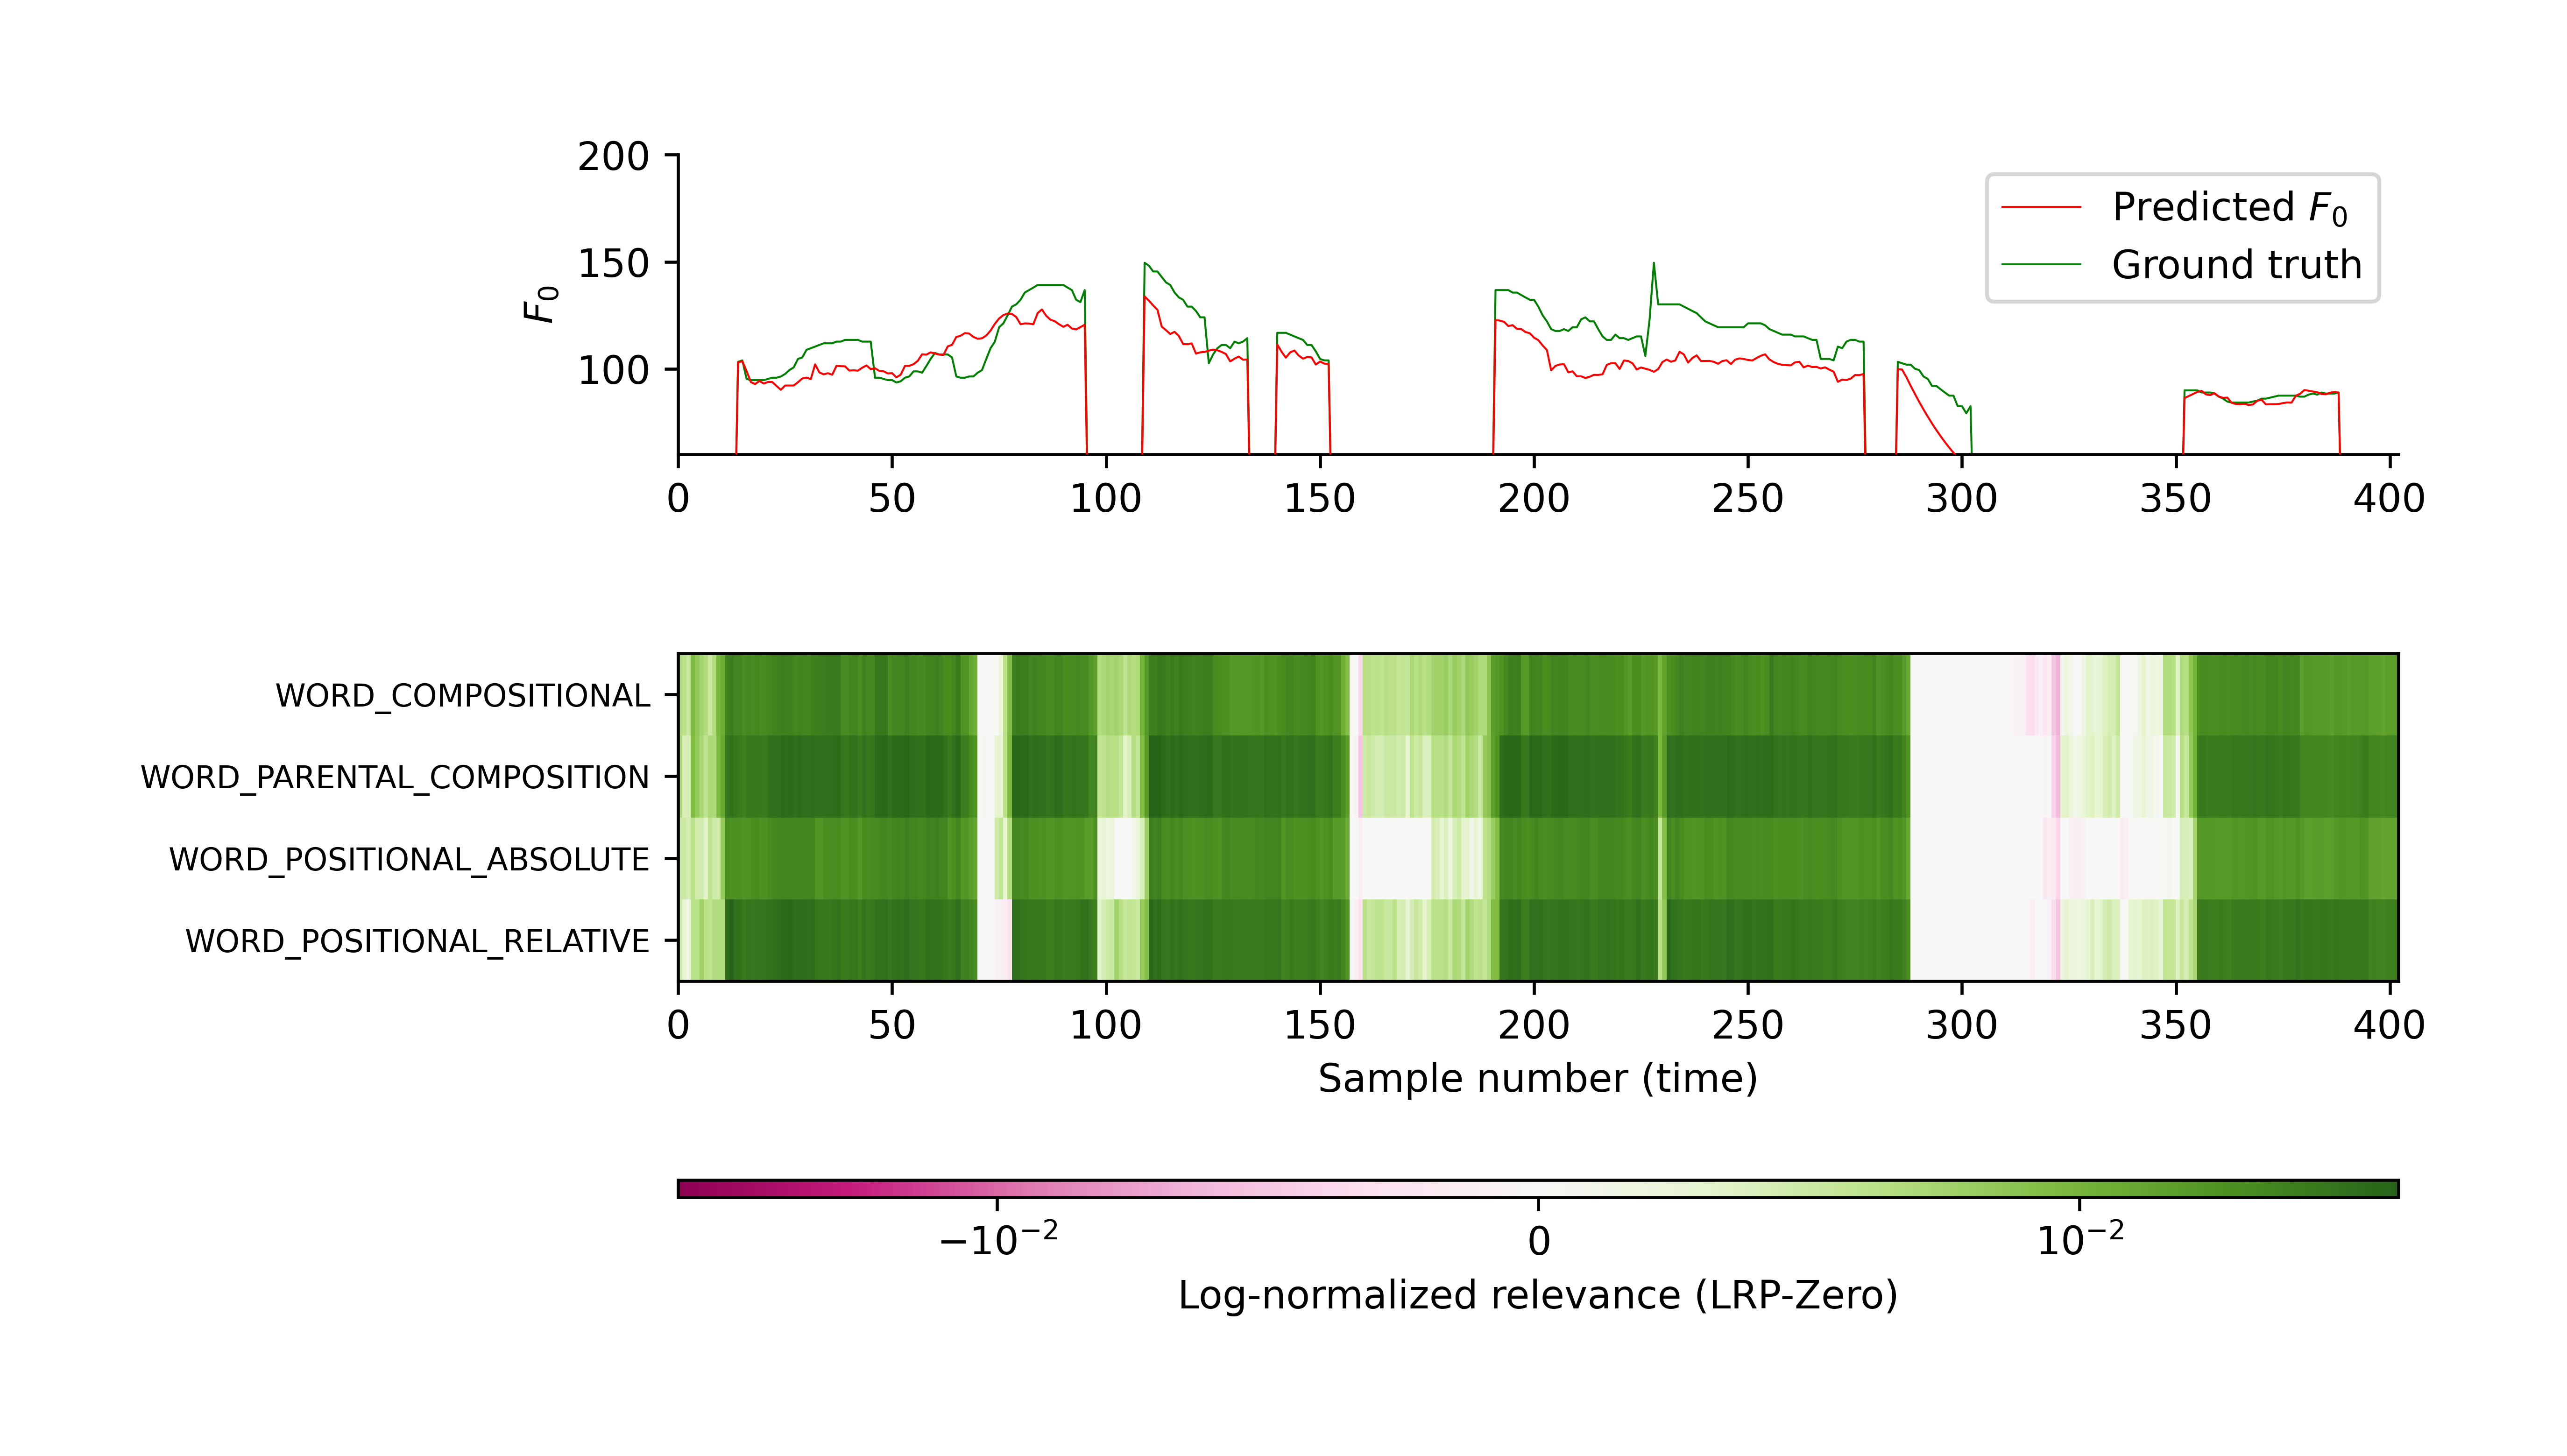 200
150
100
F₀
Predicted F₀
Ground truth
0 50 100 150 200 250 300 350 400
WORD_COMPOSITIONAL
WORD_PARENTAL_COMPOSITION
WORD_POSITIONAL_ABSOLUTE
WORD_POSITIONAL_RELATIVE
0 50 100 150 200 250 300 350 400
Sample number (time)
−10⁻² 0 10⁻²
Log-normalized relevance (LRP-Zero)